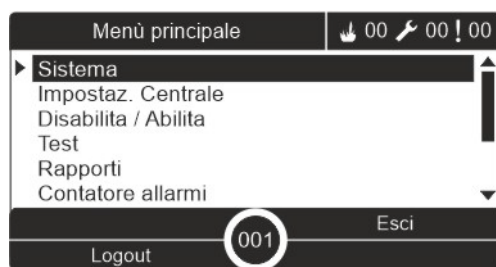 Menù principale 00 00 ! 00
Sistema
Impostaz. Centrale
Disabilita / Abilita
Test
Rapporti
Contatore allarmi
Esci
001
Logout